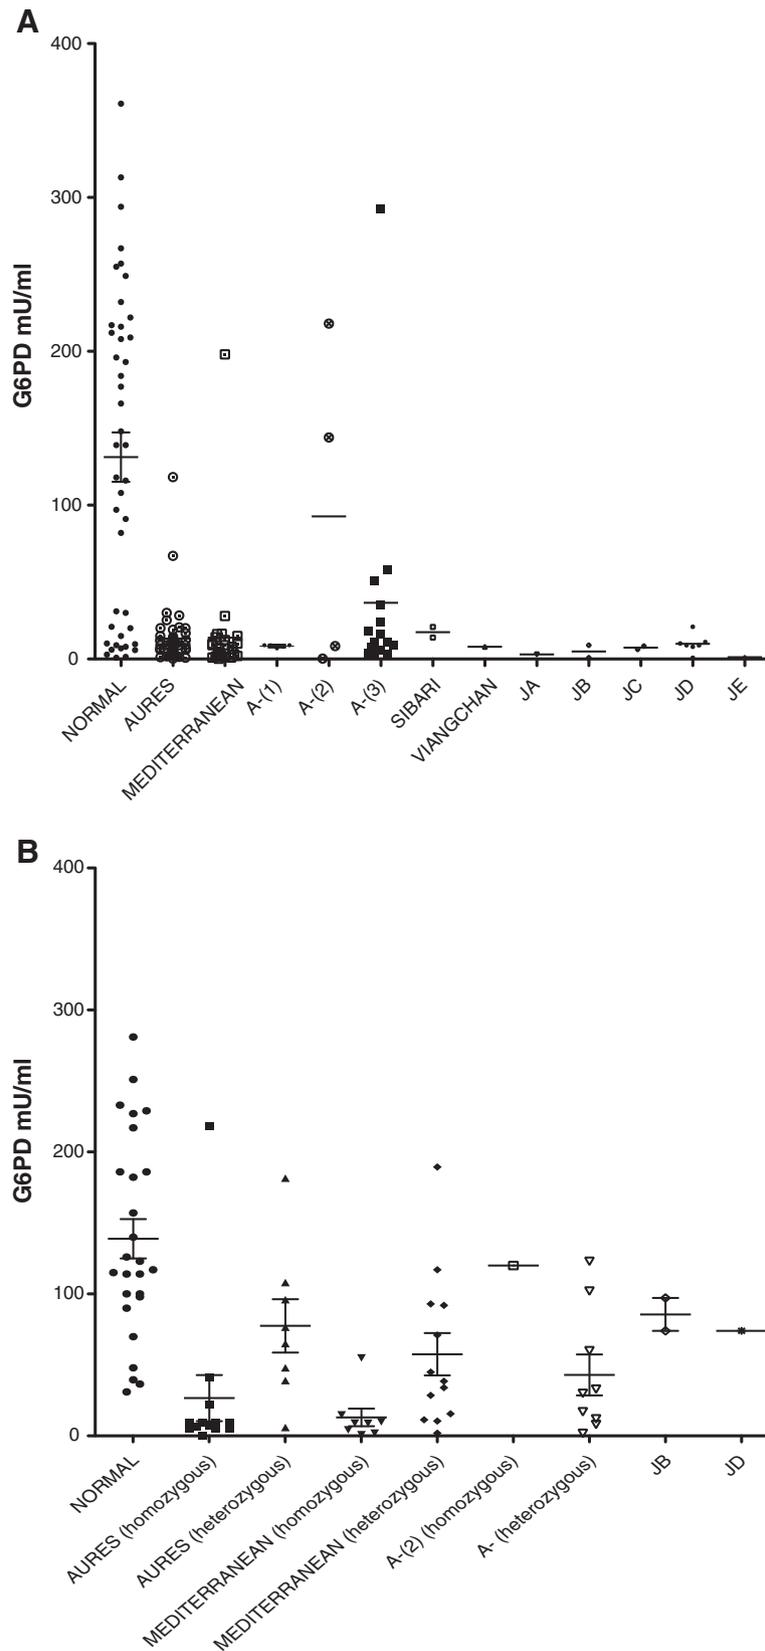 A
400
300
200
100
0
G6PD mU/ml
NORMAL
AURES
MEDITERRANEAN
A-(1)
A-(2)
A-(3)
SIBARI
VIANGCHAN
JA
JB
JC
JD
JE
B
400
300
200
100
0
G6PD mU/ml
NORMAL
AURES (homozygous)
AURES (heterozygous)
MEDITERRANEAN (homozygous)
MEDITERRANEAN (heterozygous)
A-(2) (homozygous)
A- (heterozygous)
JB
JD